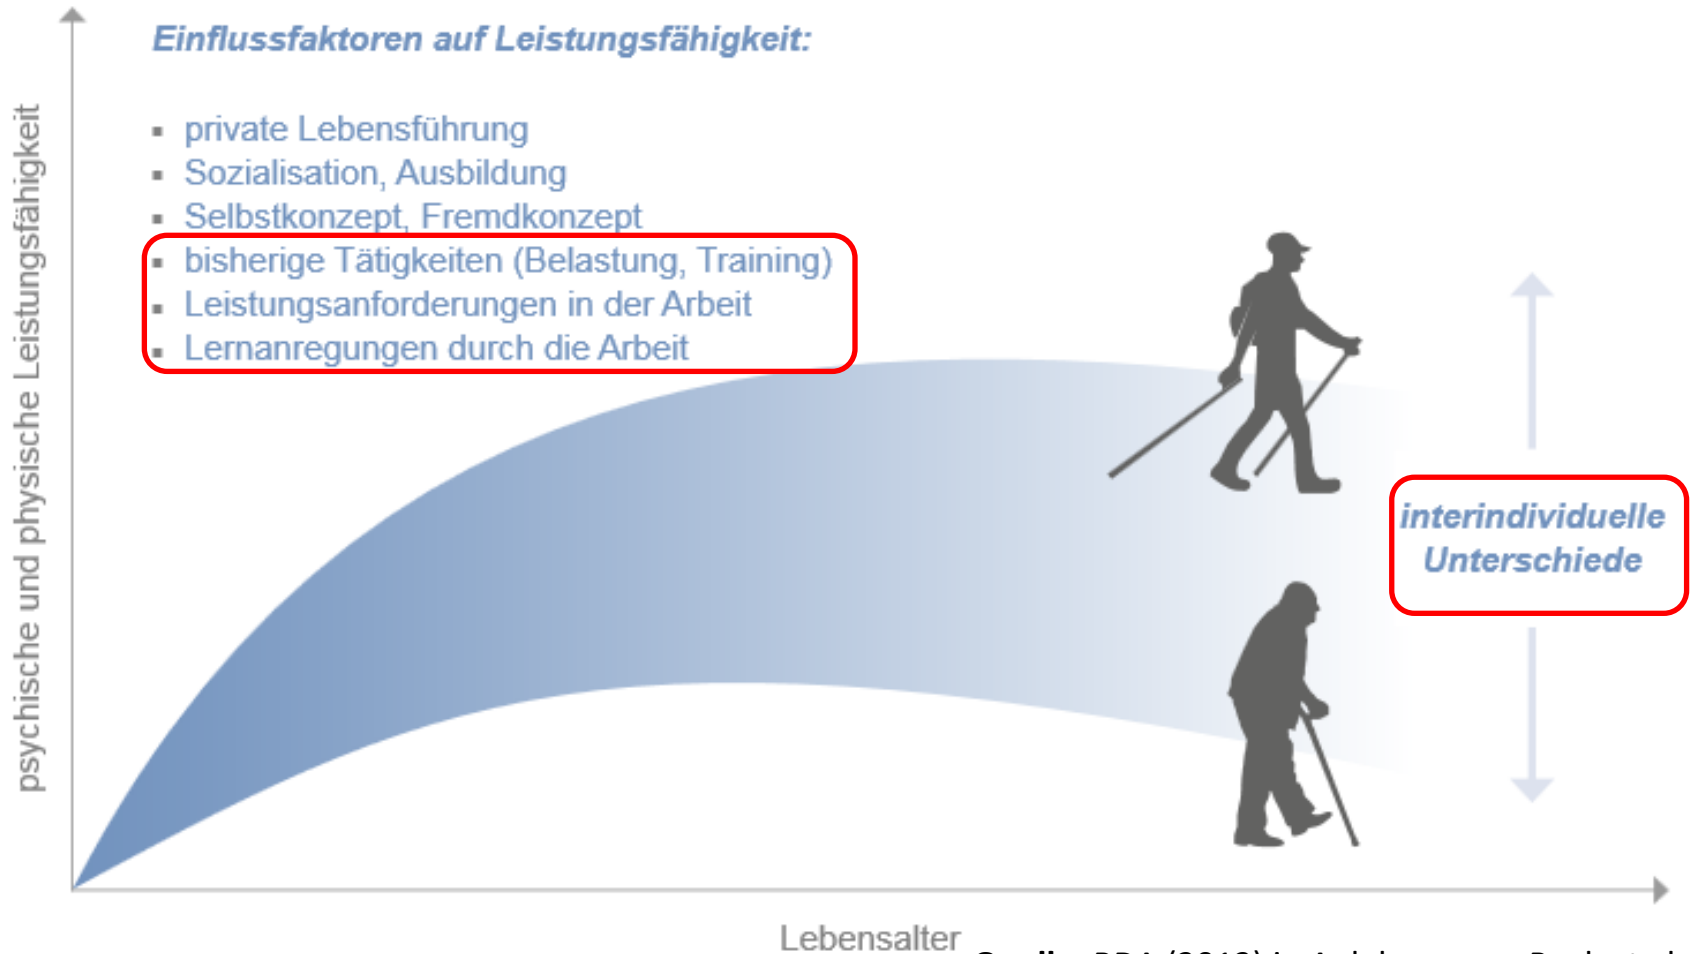 Einflussfaktoren auf Leistungsfähigkeit:
▪ private Lebensführung
▪ Sozialisation, Ausbildung
▪ Selbstkonzept, Fremdkonzept
▪ bisherige Tätigkeiten (Belastung, Training)
▪ Leistungsanforderungen in der Arbeit
▪ Lernanregungen durch die Arbeit
psychische und physische Leistungsfähigkeit
interindividuelle
Unterschiede
Lebensalter